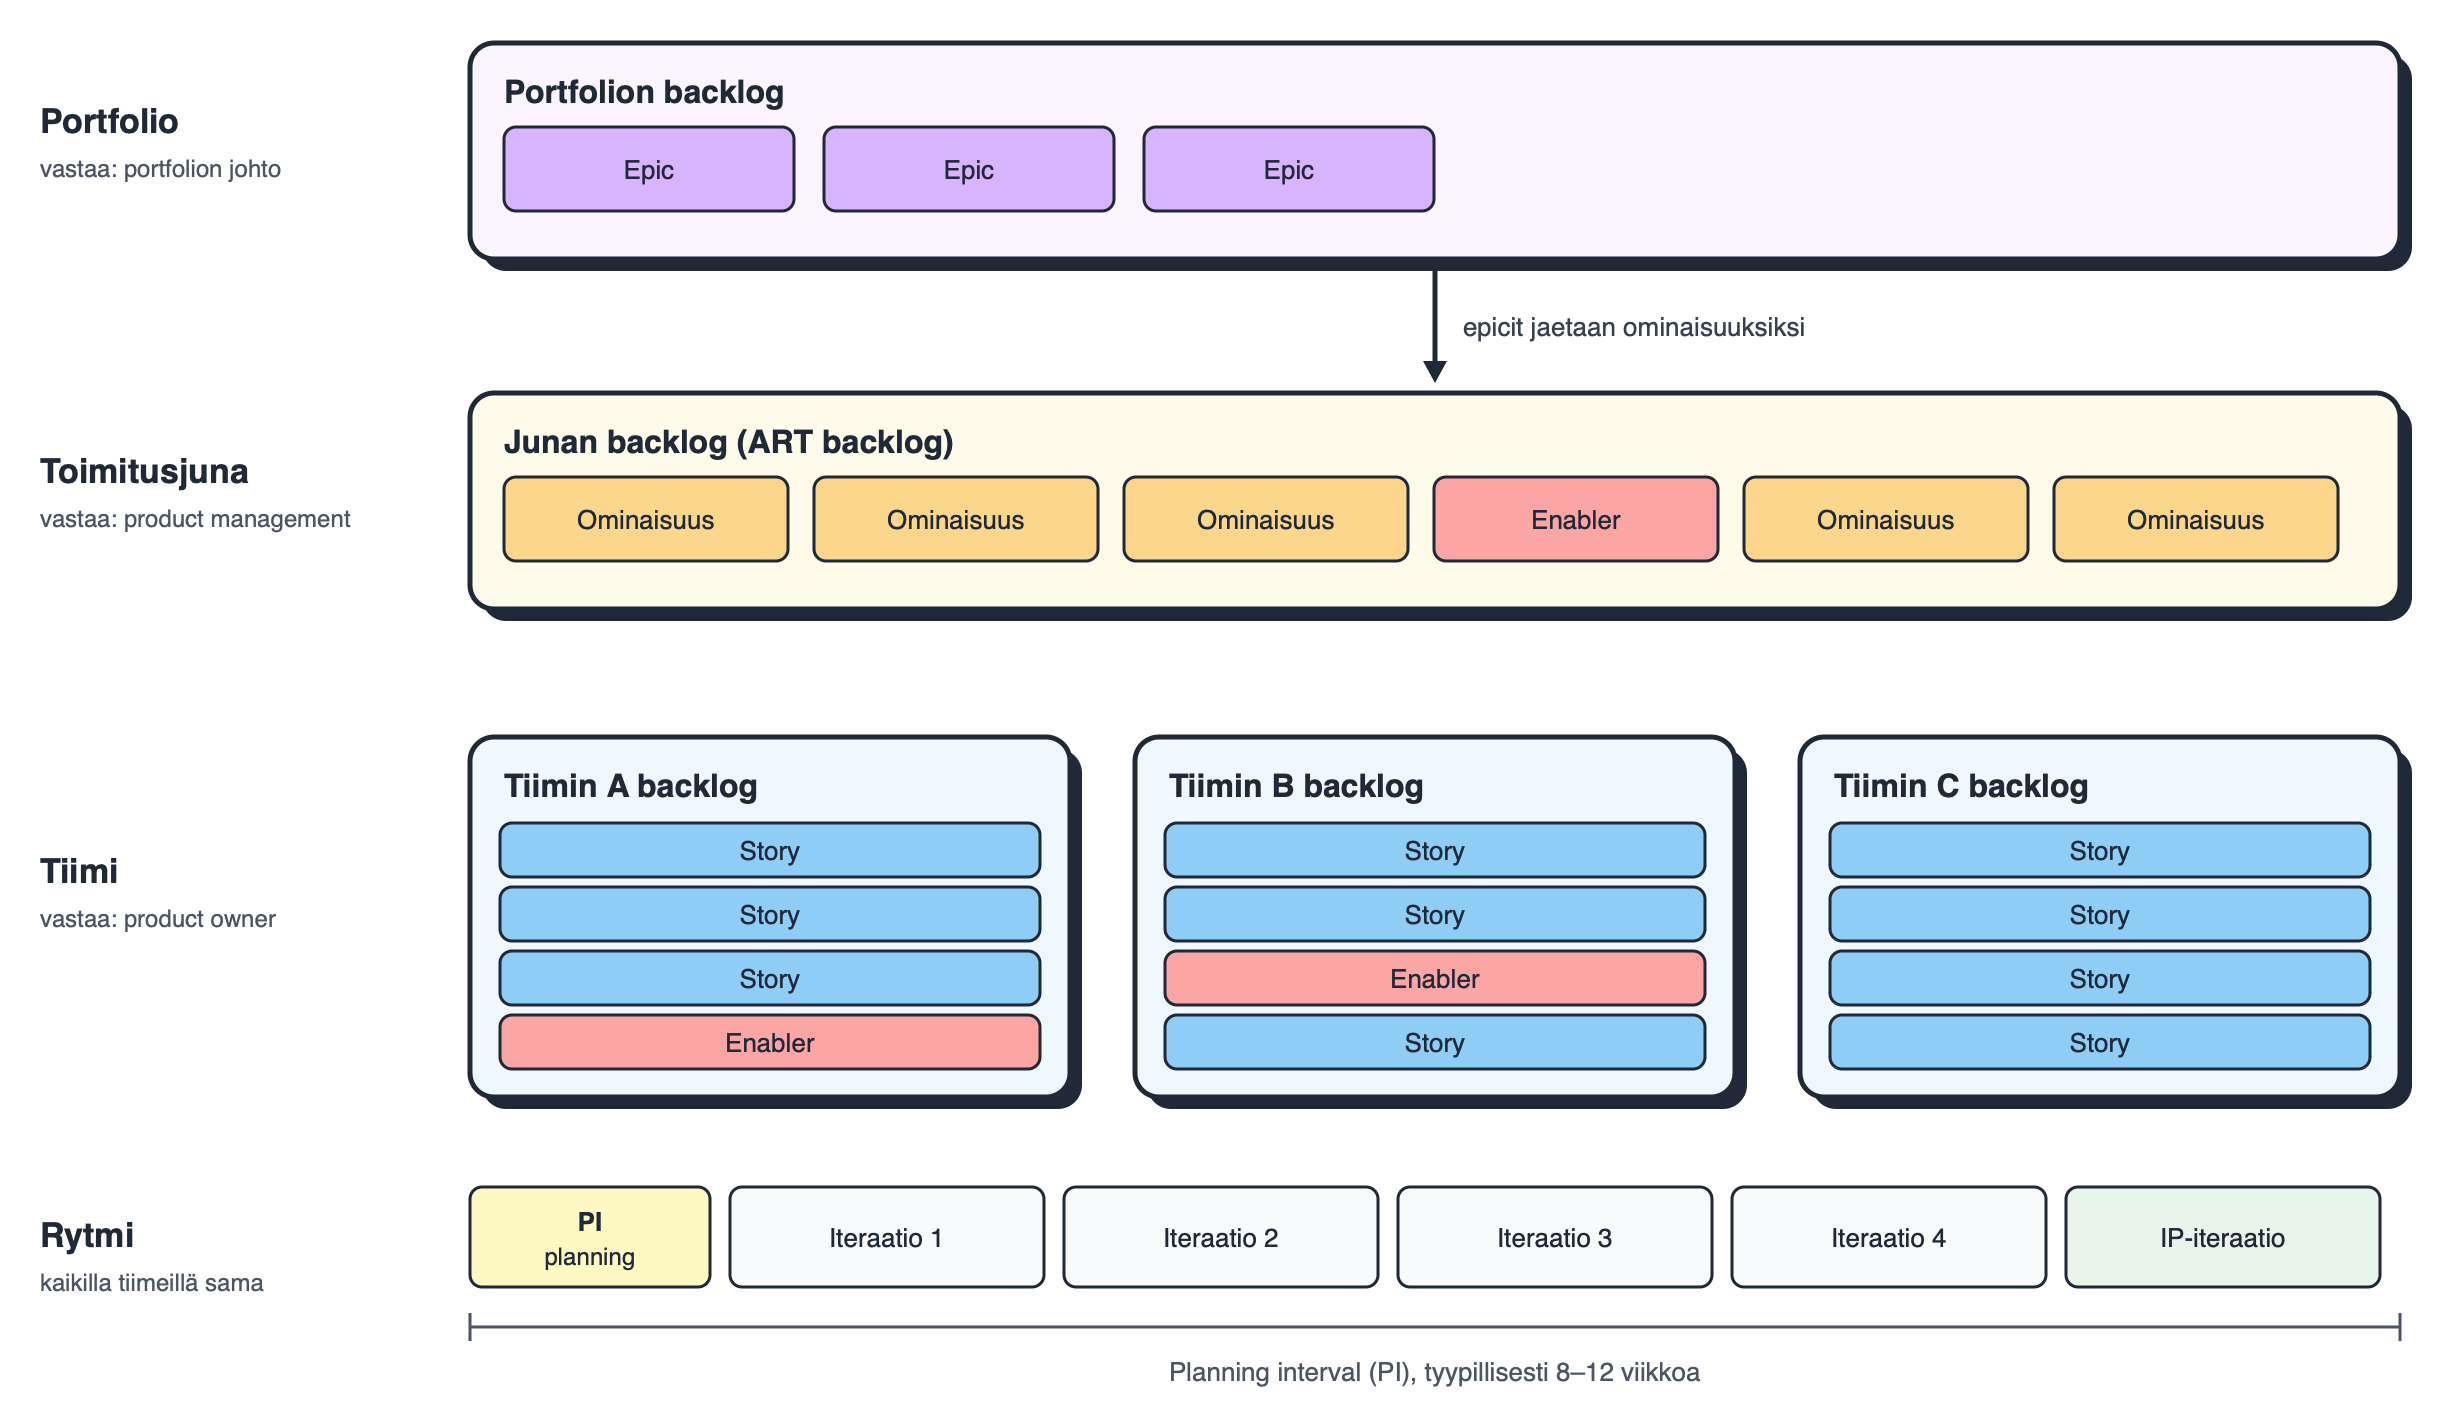 Portfolio
vastaa: portfolion johto
Portfolion backlog
Epic
Epic
Epic
epicit jaetaan ominaisuuksiksi
Toimitusjuna
vastaa: product management
Junan backlog (ART backlog)
Ominaisuus
Ominaisuus
Ominaisuus
Enabler
Ominaisuus
Ominaisuus
Tiimi
vastaa: product owner
Tiimin A backlog
Story
Story
Story
Enabler
Tiimin B backlog
Story
Story
Enabler
Story
Tiimin C backlog
Story
Story
Story
Story
Rytmi
kaikilla tiimeillä sama
PI
planning
Iteraatio 1
Iteraatio 2
Iteraatio 3
Iteraatio 4
IP-iteraatio
Planning interval (PI), tyypillisesti 8–12 viikkoa